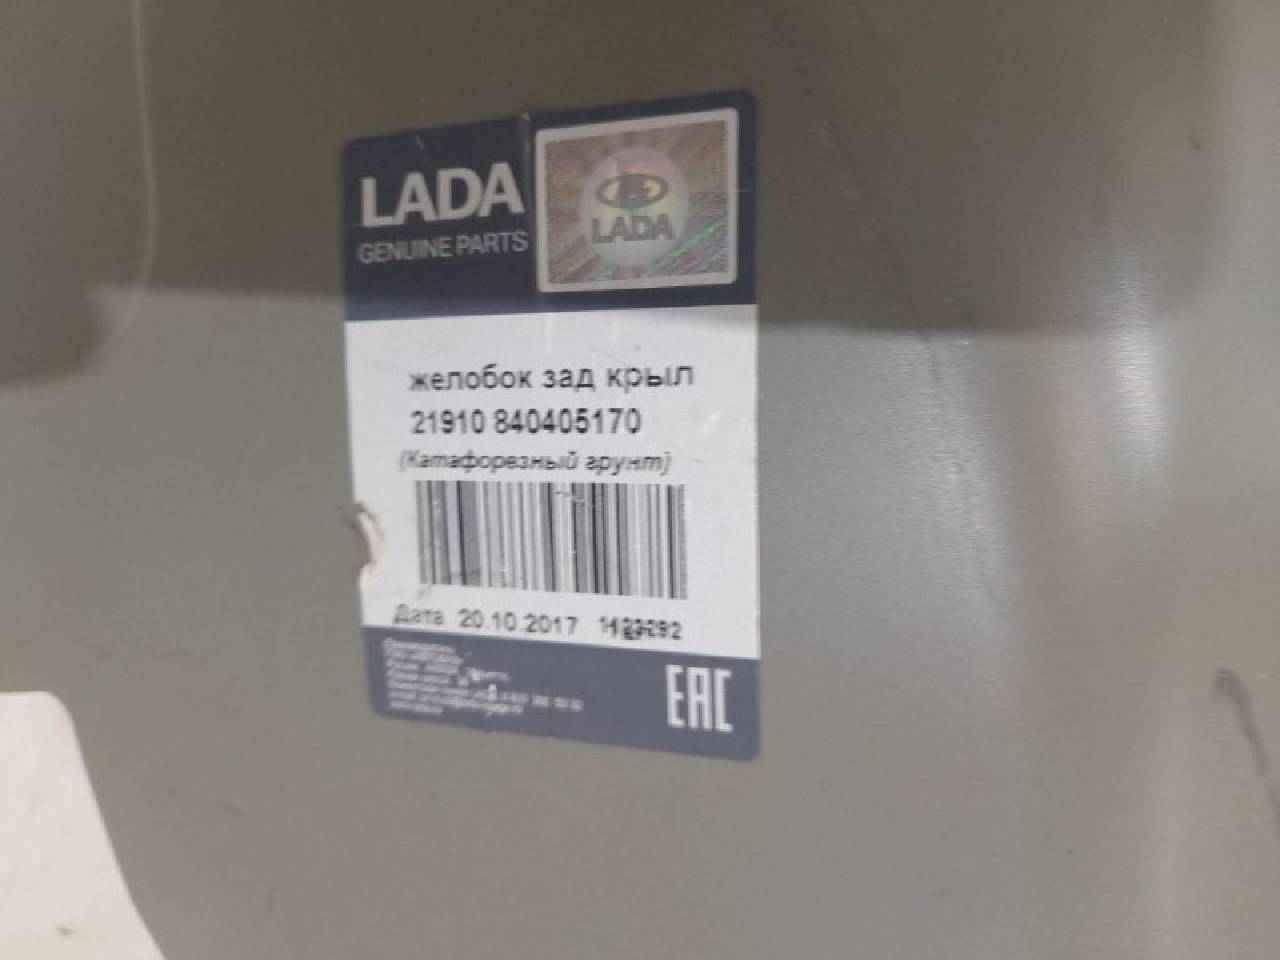 LADA
GENUINE PARTS
LADA
желобок зад крыл
21910 840405170
(Катафорезный грунт)
Дата 20.10.2017
EAC